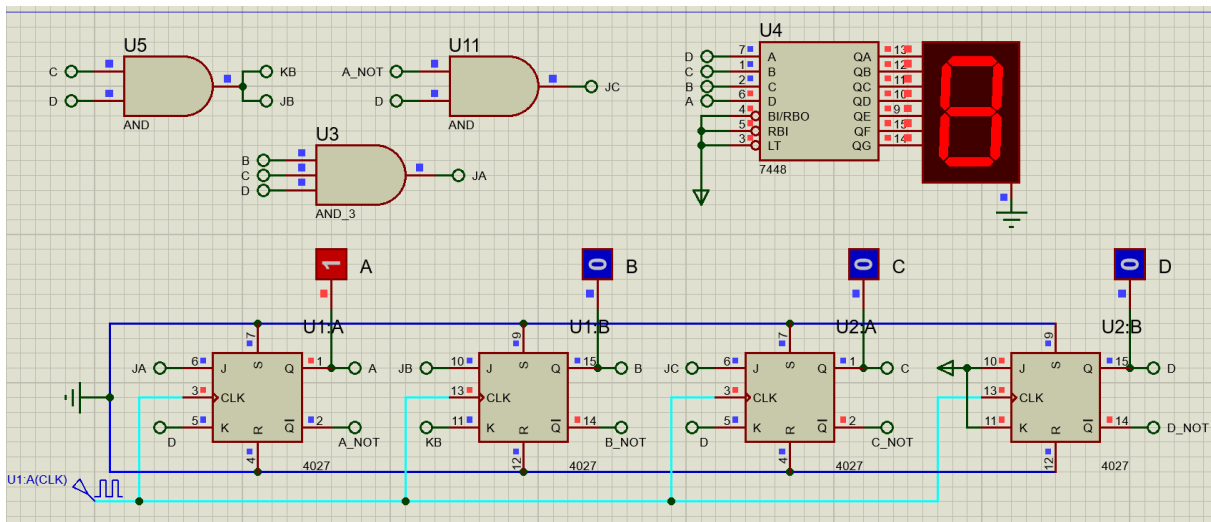 U5
C
D
KB
JB
AND
U11
A_NOT
D
JC
AND
U3
B
C
D
JA
AND_3
U4
D 7 A QA 13
C 1 B QB 12
B 2 C QC 11
A 6 D QD 10
4 BI/RBO QE 9
5 RBI QF 15
3 LT QG 14
7448
8
1 A
0 B
0 C
0 D
U1:A
U1:B
U2:A
U2:B
7
9
7
9
JA 6 J S Q 1 A
JB 10 J S Q 15 B
JC 6 J S Q 1 C
10 J S Q 15 D
3 CLK
13 CLK
3 CLK
13 CLK
D 5 K R Q 2 A_NOT
KB 11 K R Q 14 B_NOT
D 5 K R Q 2 C_NOT
11 K R Q 14 D_NOT
4
12
4
12
4027
4027
4027
4027
U1:A(CLK)